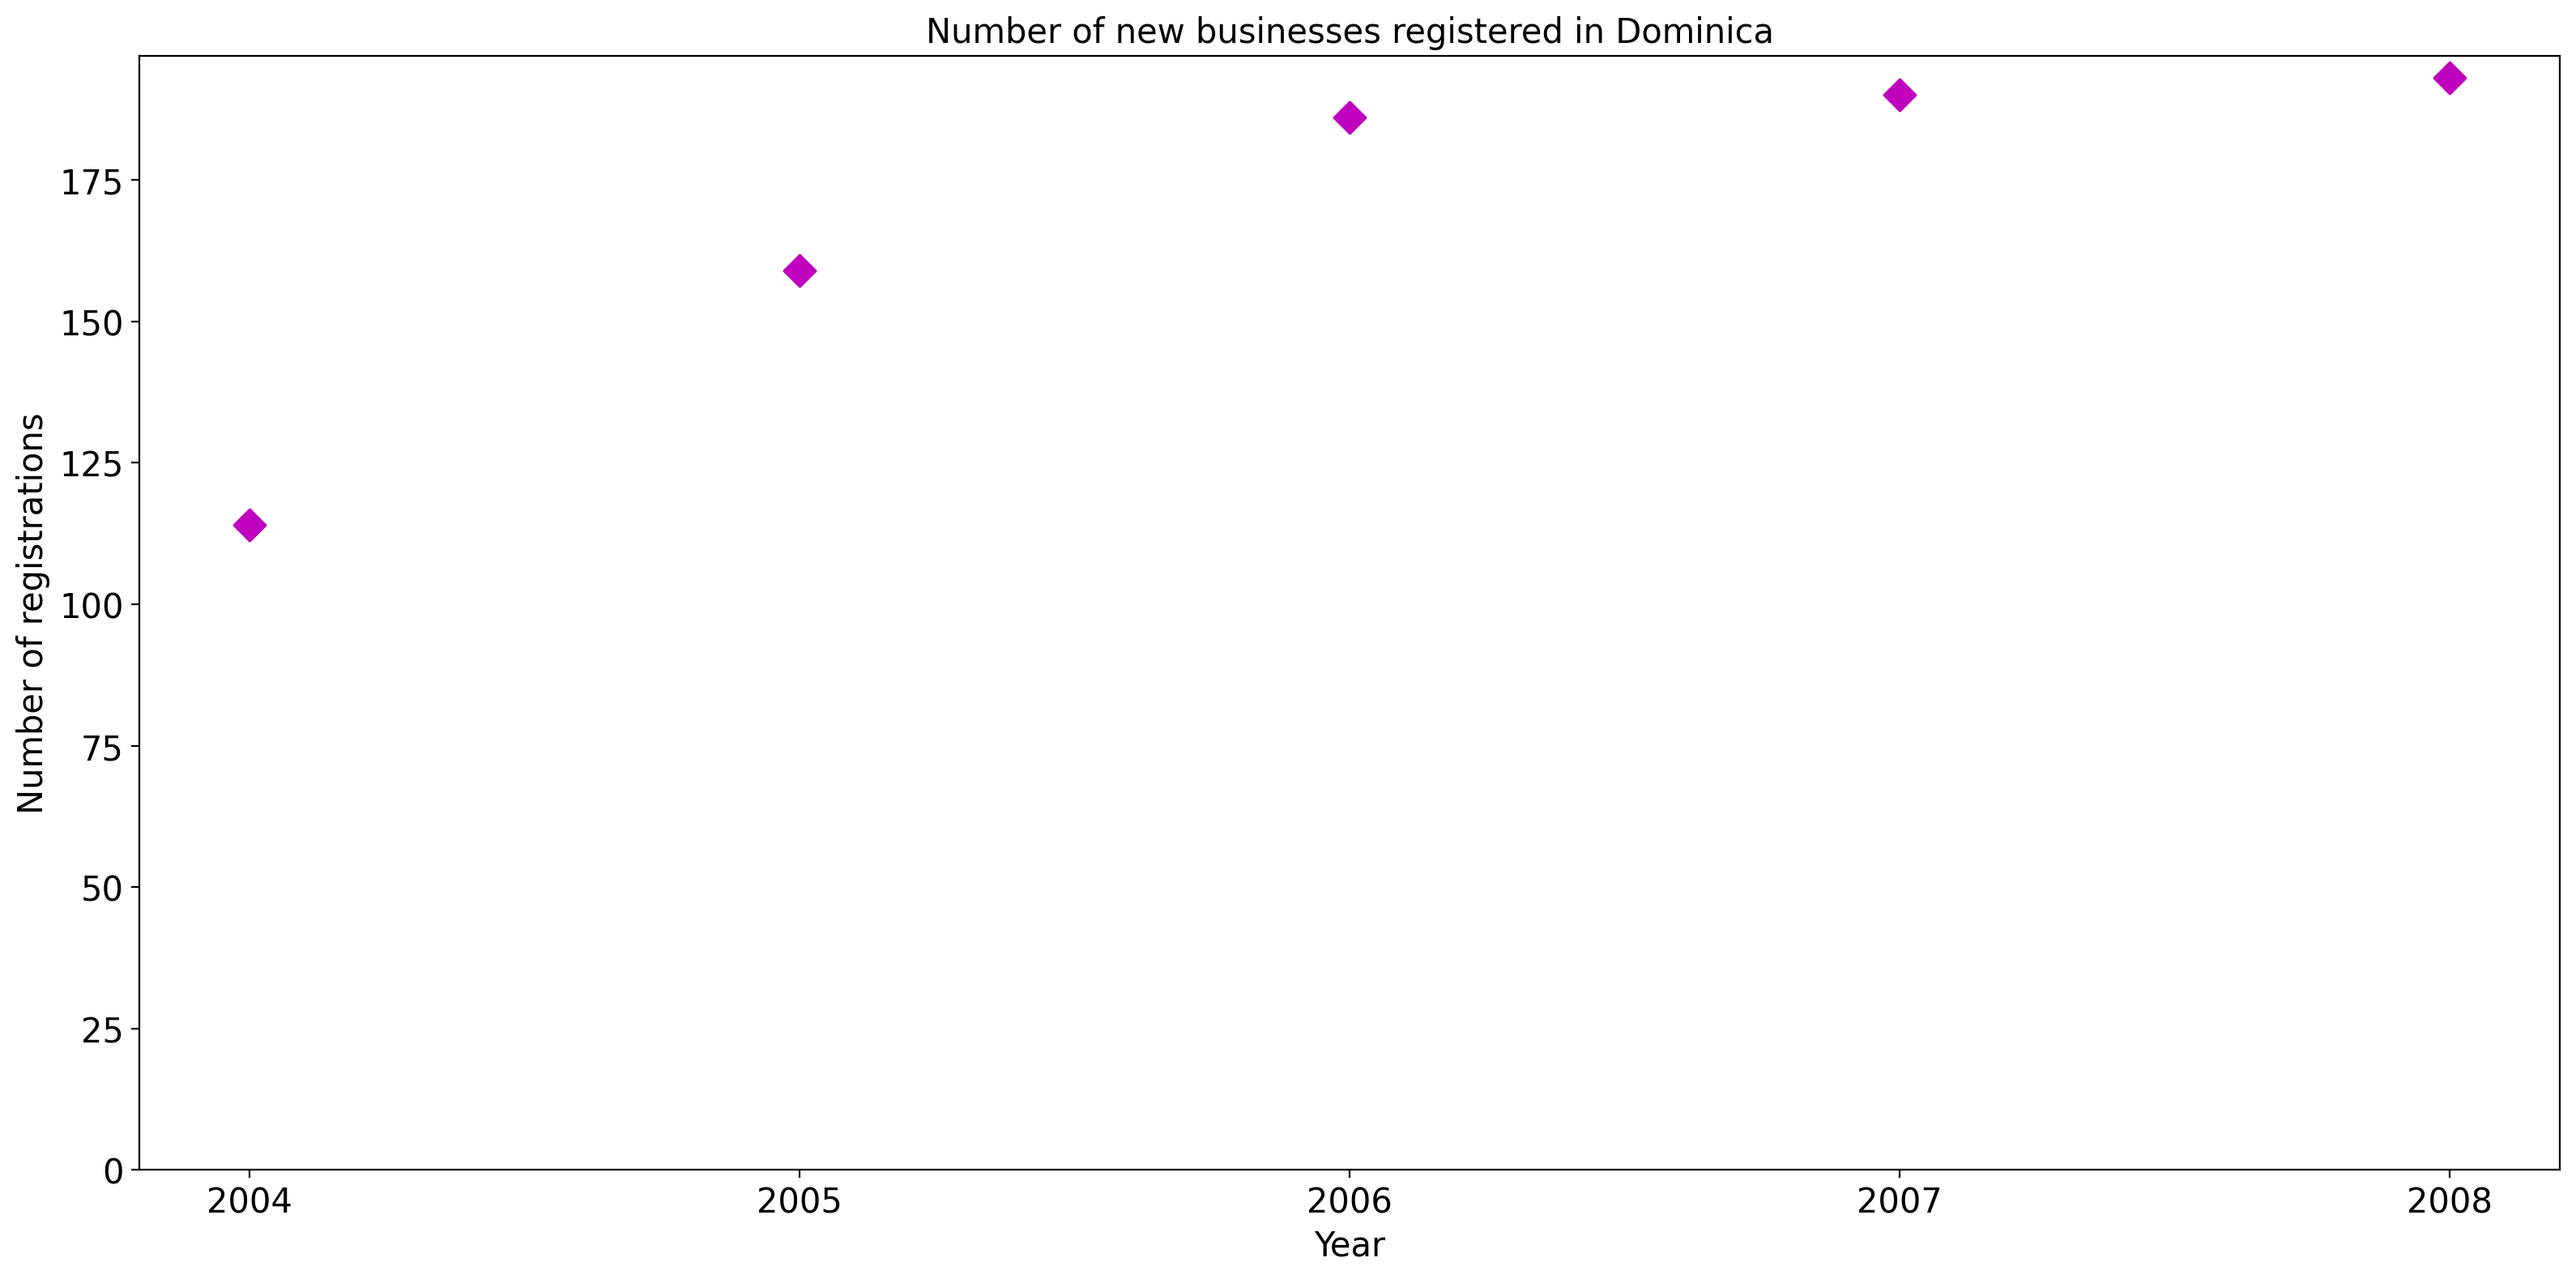 Number of new businesses registered in Dominica
Number of registrations
175
150
125
100
75
50
25
0
2004 2005 2006 2007 2008
Year